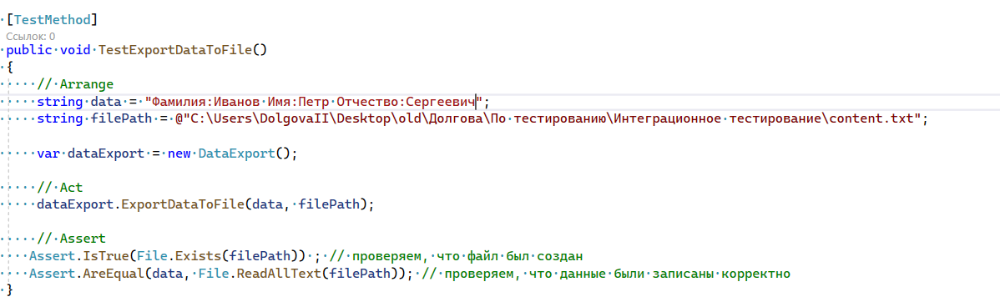 [TestMethod]
Ссылок: 0
public void TestExportDataToFile()
{
// Arrange
string data = "Фамилия:Иванов Имя:Петр Отчество:Сергеевич";
string filePath = @"C:\Users\DolgovaII\Desktop\old\Долгова\По тестированию\Интеграционное тестирование\content.txt";
var dataExport = new DataExport();
// Act
dataExport.ExportDataToFile(data, filePath);
// Assert
Assert.IsTrue(File.Exists(filePath)) ; // проверяем, что файл был создан
Assert.AreEqual(data, File.ReadAllText(filePath)); // проверяем, что данные были записаны корректно
}